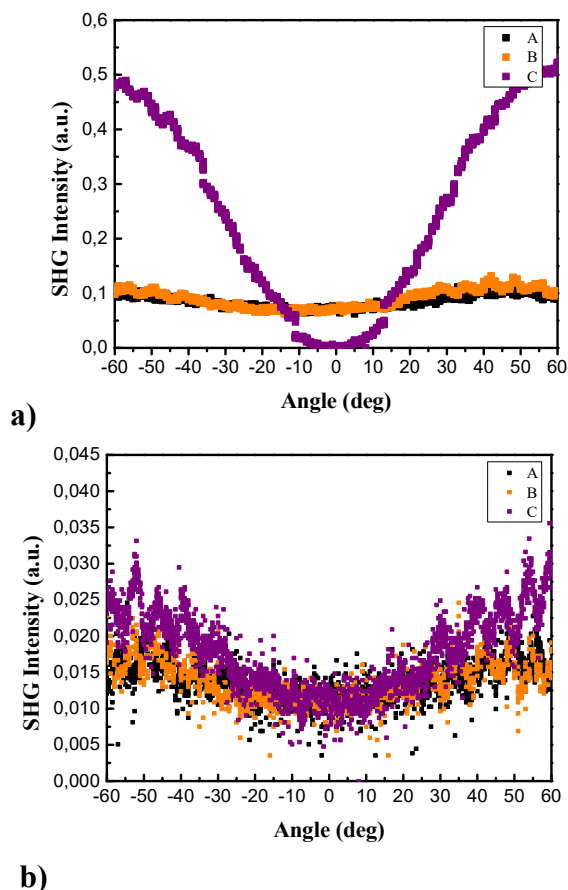 0,6
0,5
0,4
0,3
0,2
0,1
0,0
SHG Intensity (a.u.)
A
B
C
-60 -50 -40 -30 -20 -10 0 10 20 30 40 50 60
Angle (deg)
a)
0,045
0,040
0,035
0,030
0,025
0,020
0,015
0,010
0,005
0,000
SHG Intensity (a.u.)
A
B
C
-60 -50 -40 -30 -20 -10 0 10 20 30 40 50 60
Angle (deg)
b)